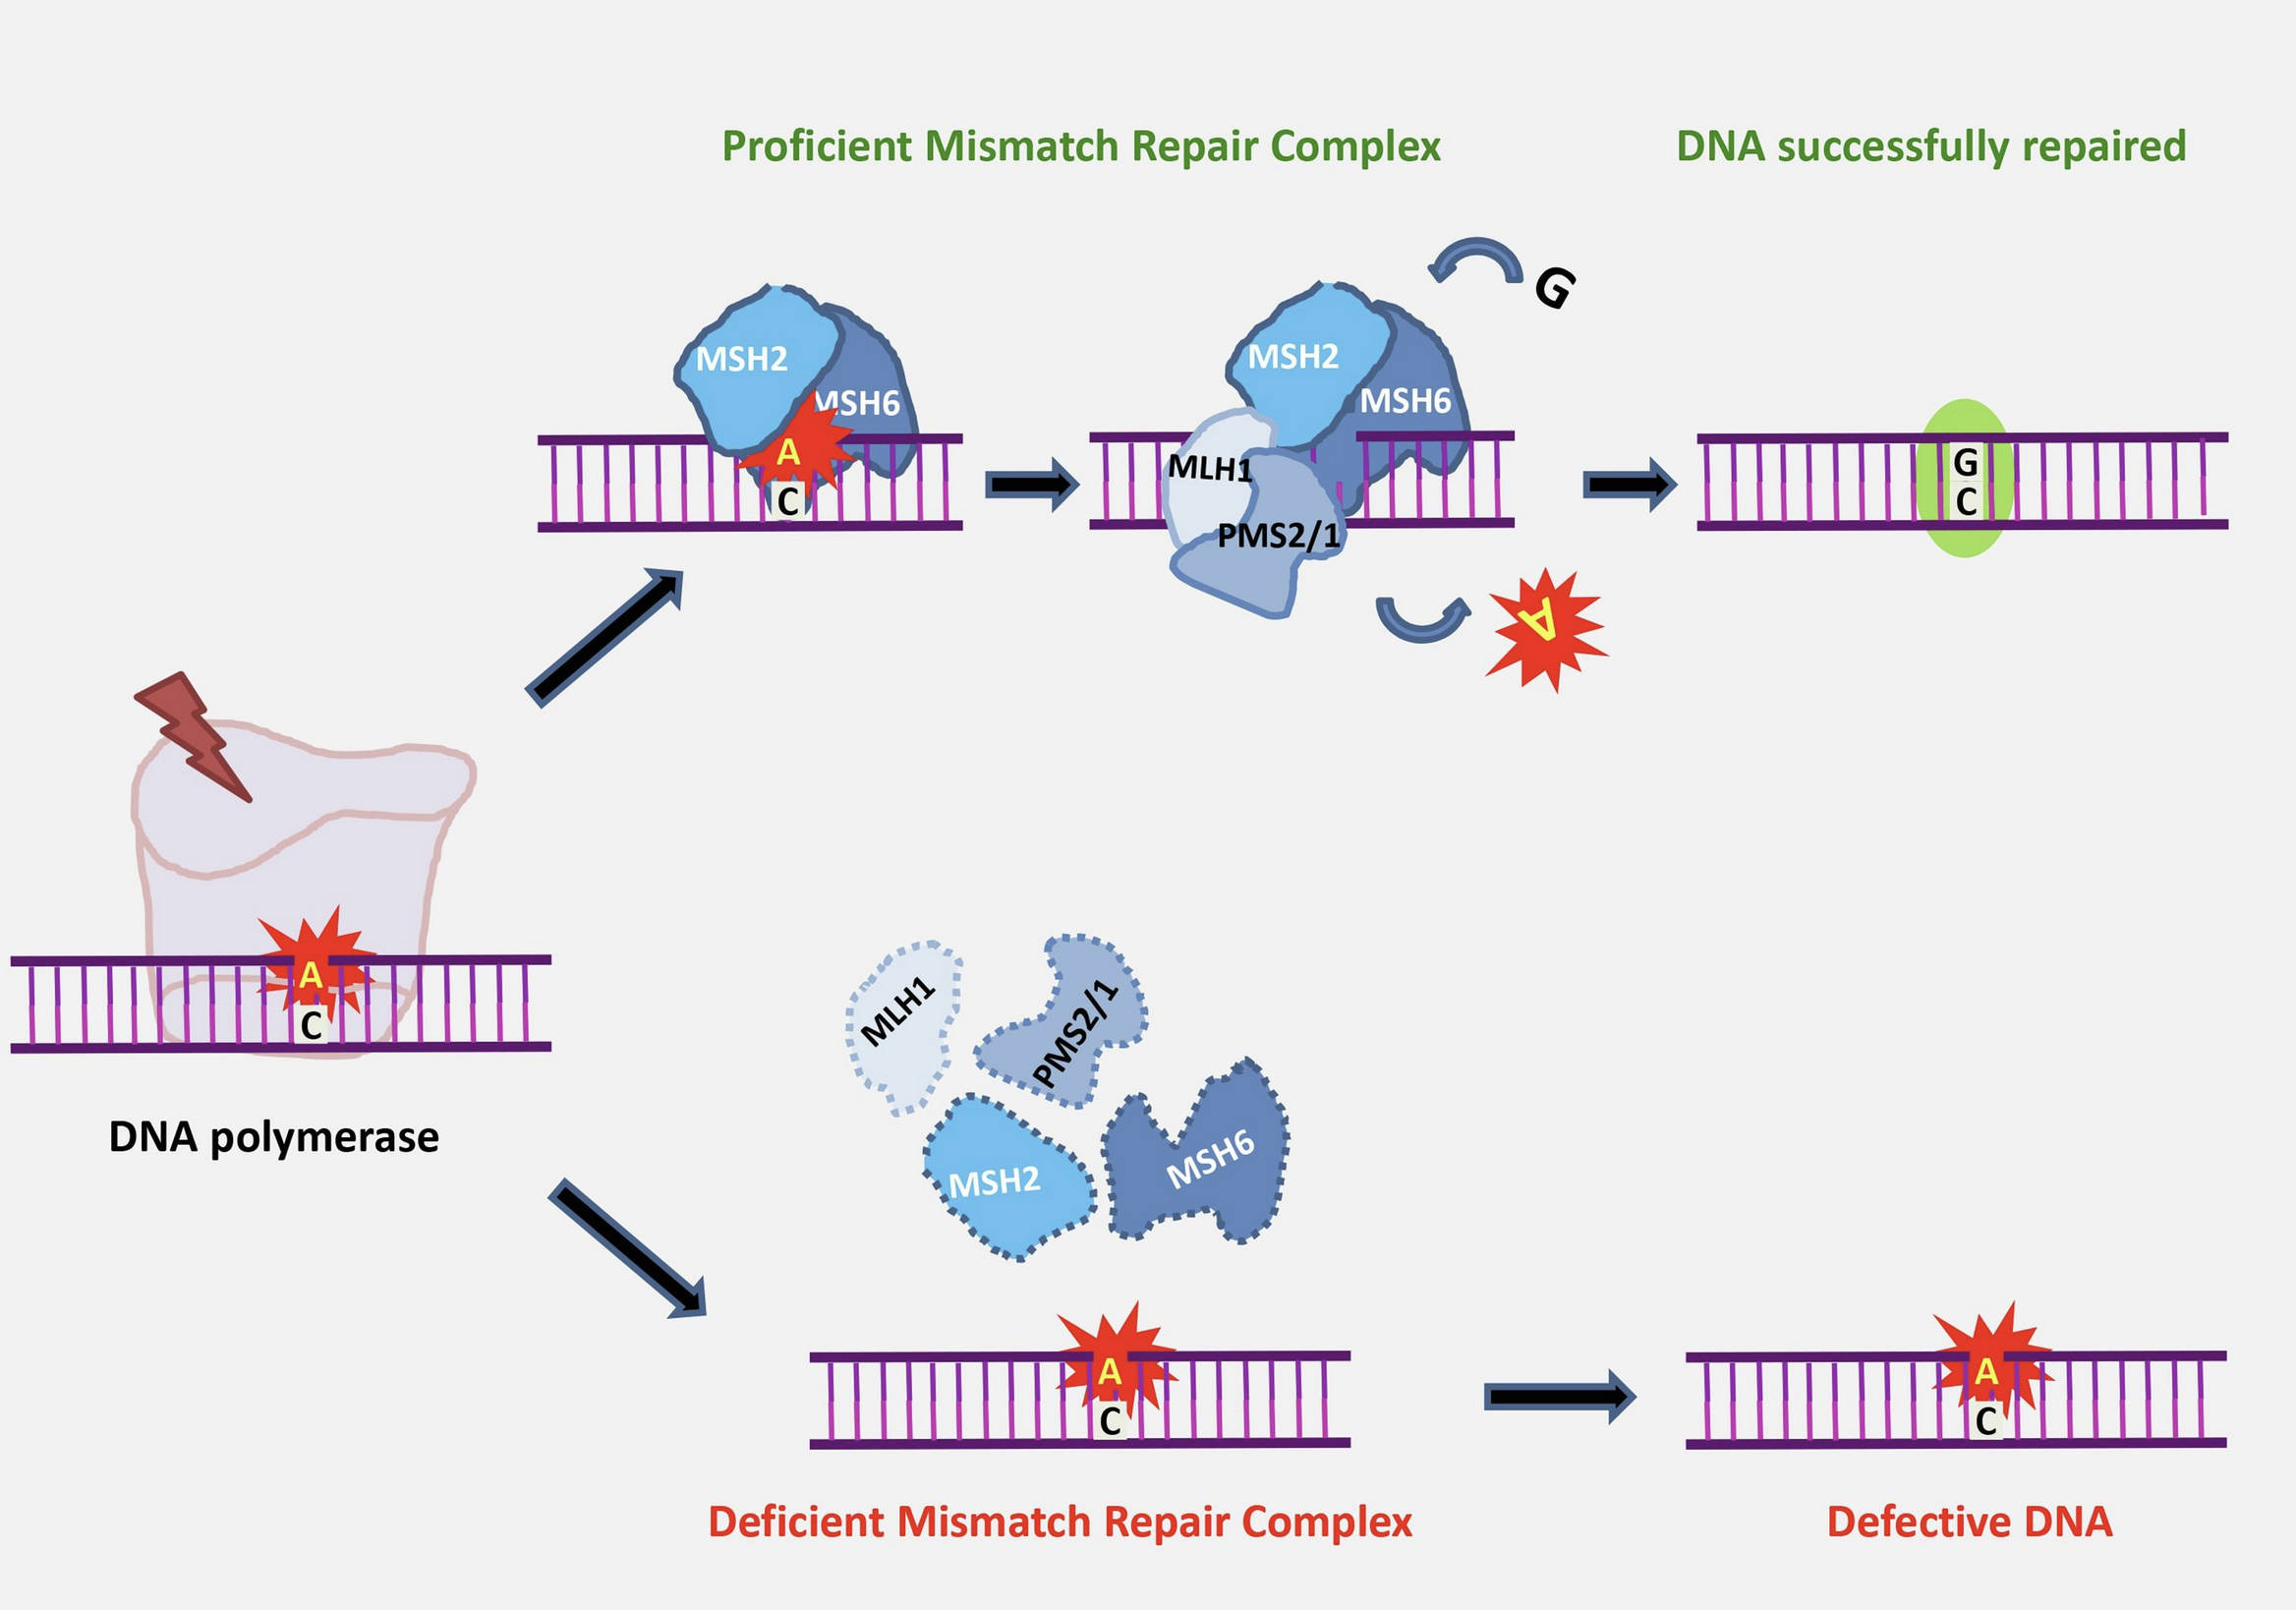 Proficient Mismatch Repair Complex
DNA successfully repaired
G
MSH2
MSH6
A
C
MSH2
MSH6
MLH1
PMS2/1
A
G
C
A
C
DNA polymerase
MLH1
PMS2/1
MSH2
MSH6
A
C
A
C
Deficient Mismatch Repair Complex
Defective DNA